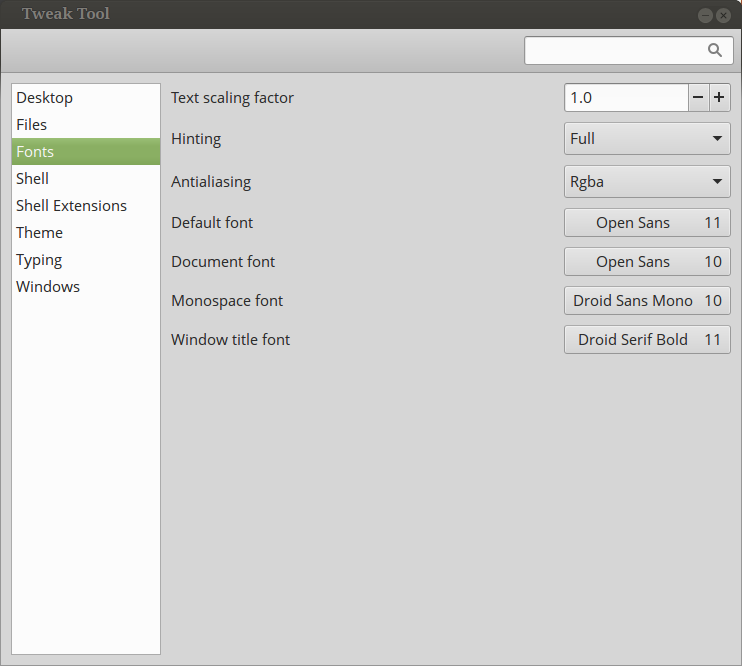 Tweak Tool
Desktop
Files
Fonts
Shell
Shell Extensions
Theme
Typing
Windows
Text scaling factor 1.0 − +
Hinting Full
Antialiasing Rgba
Default font Open Sans 11
Document font Open Sans 10
Monospace font Droid Sans Mono 10
Window title font Droid Serif Bold 11